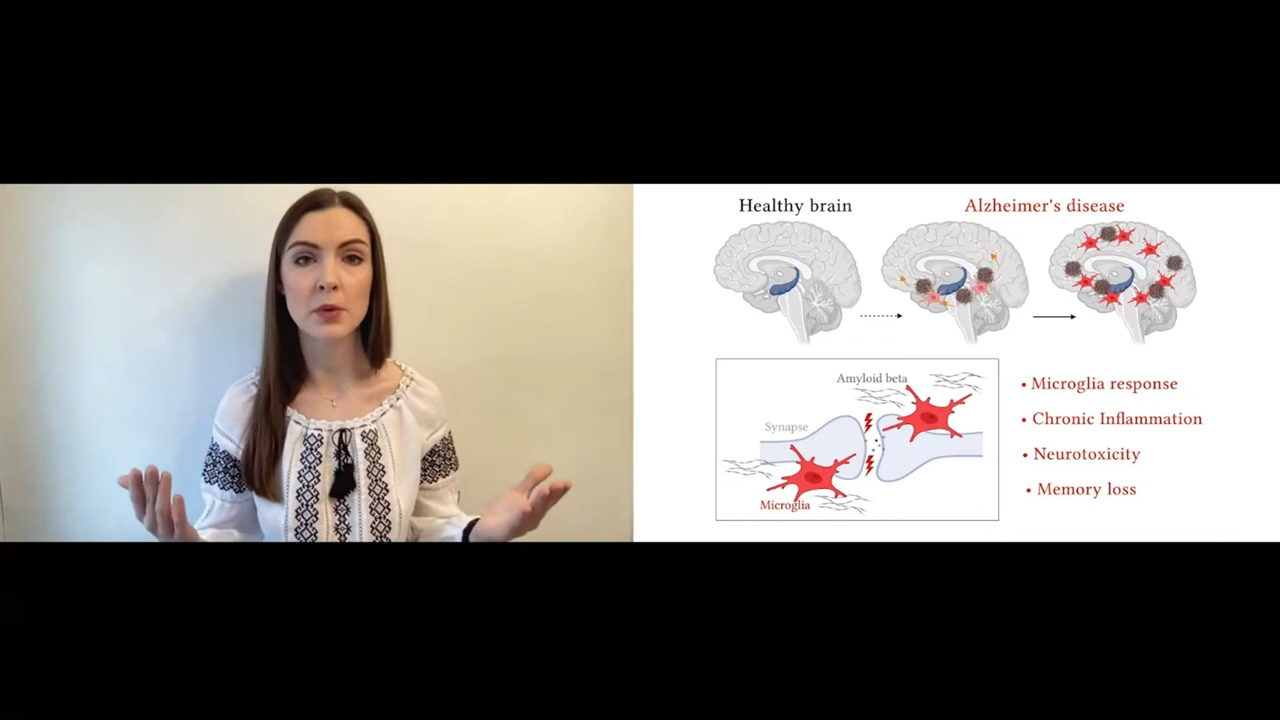 Healthy brain
Alzheimer's disease
Amyloid beta
Synapse
Microglia
• Microglia response
• Chronic Inflammation
• Neurotoxicity
• Memory loss